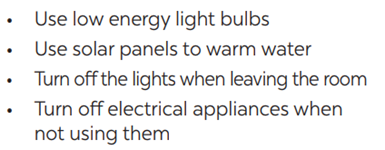 • Use low energy light bulbs
• Use solar panels to warm water
• Turn off the lights when leaving the room
• Turn off electrical appliances when
not using them